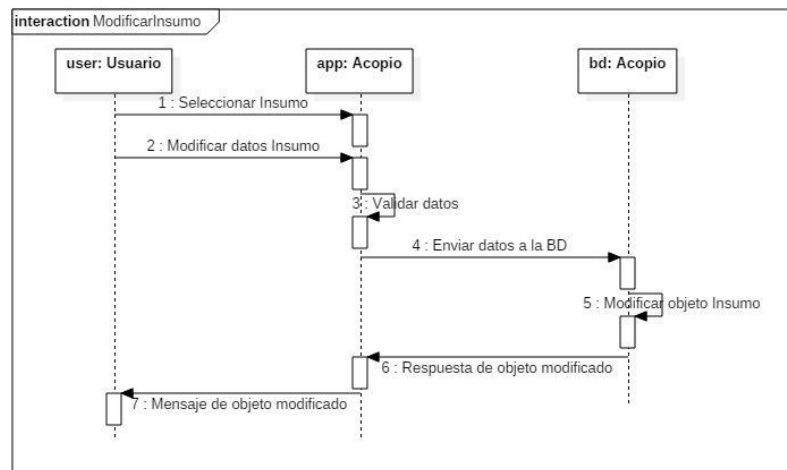 interaction ModificarInsumo
user: Usuario
app: Acopio
bd: Acopio
1 : Seleccionar Insumo
2 : Modificar datos Insumo
3 : Validar datos
4 : Enviar datos a la BD
5 : Modificar objeto Insumo
6 : Respuesta de objeto modificado
7 : Mensaje de objeto modificado